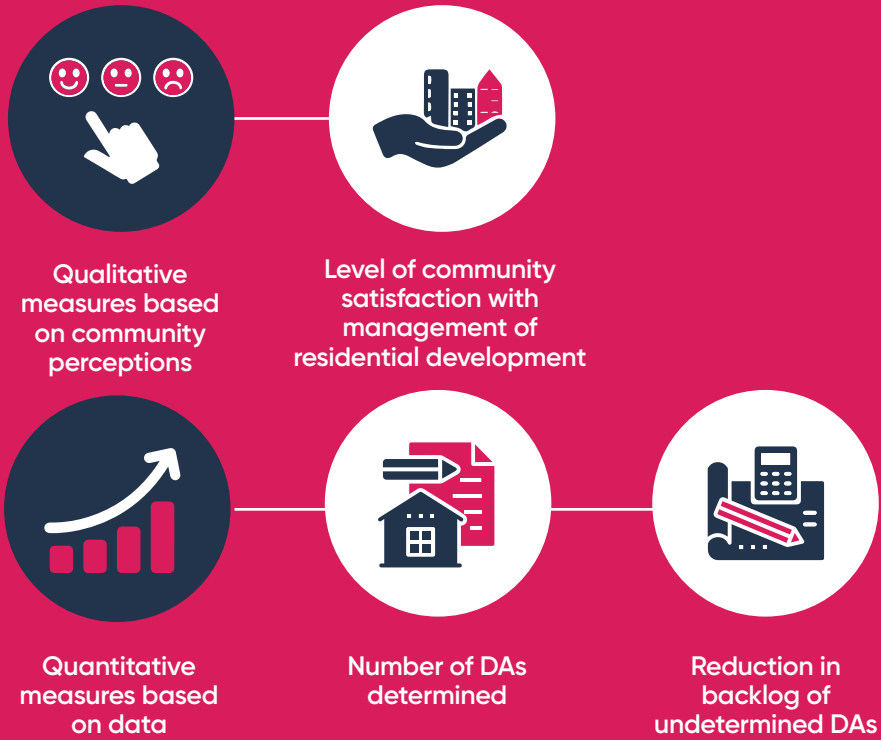 Qualitative
measures based
on community
perceptions
Level of community
satisfaction with
management of
residential development
Quantitative
measures based
on data
Number of DAs
determined
Reduction in
backlog of
undetermined DAs